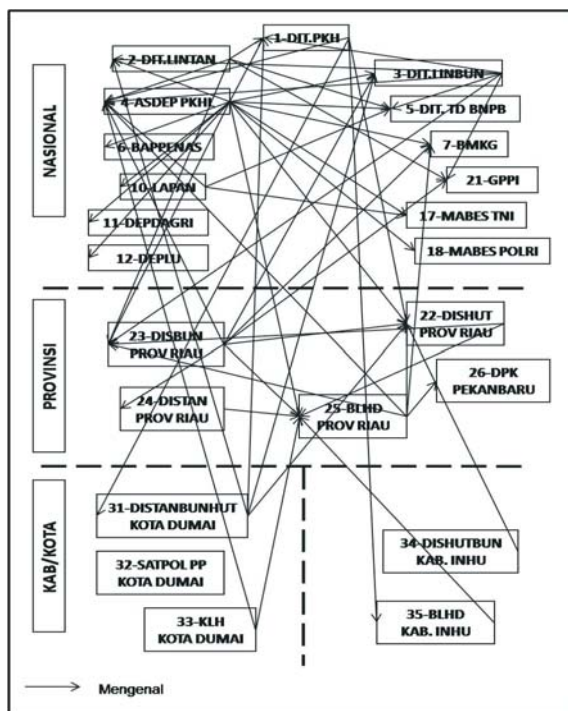 1-DIT.PKH
2-DIT.LINTAN
3-DIT.LINBUN
4-ASDEP PKHL
5-DIT. TD BNPB
6-BAPPENAS
7-BMKG
10-LAPAN
21-GPPI
11-DEPDAGRI
17-MABES TNI
12-DEPLU
18-MABES POLRI
NASIONAL
22-DISHUT
PROV RIAU
23-DISBUN
PROV RIAU
26-DPK
PEKANBARU
24-DISTAN
PROV RIAU
25-BLHD
PROV RIAU
PROVINSI
31-DISTANBUNHUT
KOTA DUMAI
34-DISHUTBUN
KAB. INHU
32-SATPOL PP
KOTA DUMAI
33-KLH
KOTA DUMAI
35-BLHD
KAB. INHU
KAB/KOTA
Mengenal